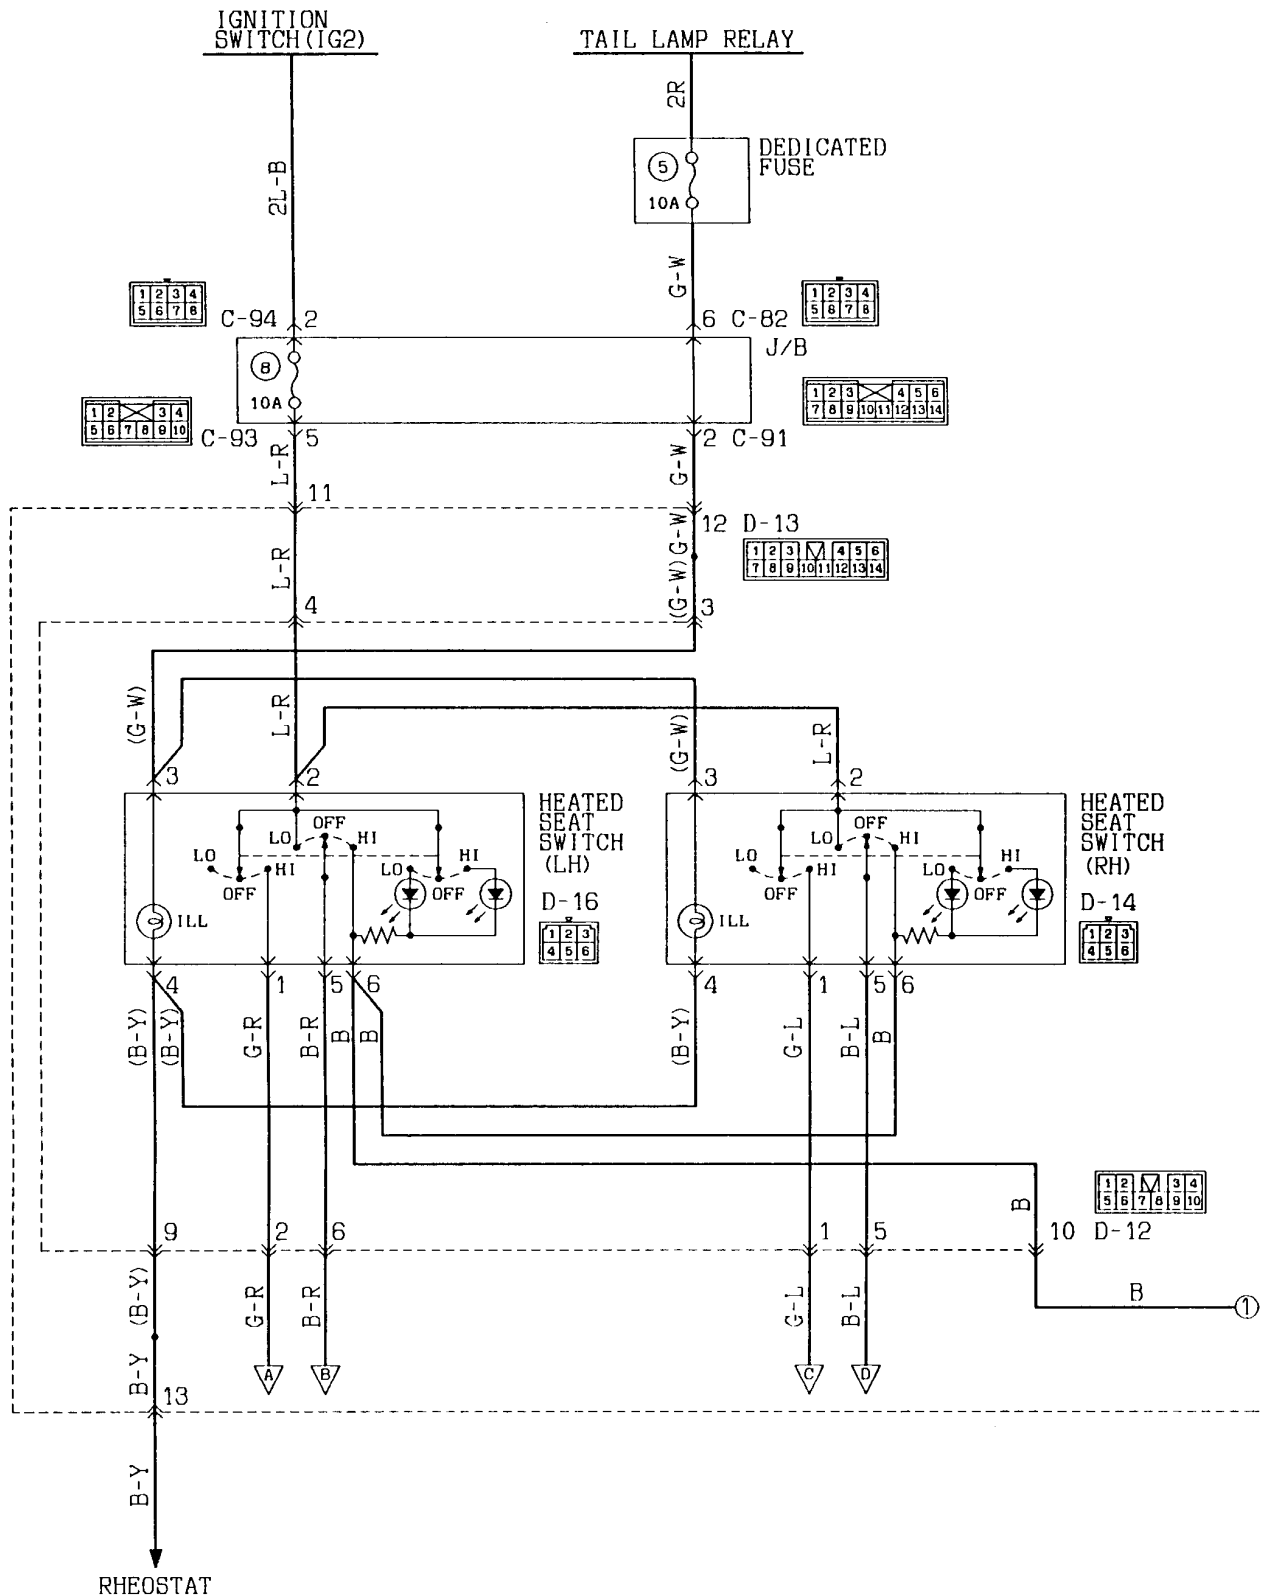 IGNITION
SWITCH(IG2)
TAIL LAMP RELAY
2R
2L-B
DEDICATED
FUSE
5
10A
G-W
1 2 3 4
5 6 7 8
C-94
2
6
C-82
1 2 3 4
5 6 7 8
J/B
8
10A
1 2 3 4
5 6 7 8 9 10
C-93
5
2
C-91
1 2 3 4 5 6
7 8 9 10 11 12 13 14
L-R
G-W
11
12
D-13
1 2 3 4 5 6
7 8 9 10 11 12 13 14
L-R
G-W
(G-W)
4
3
(G-W)
L-R
(G-W)
L-R
3
2
3
2
HEATED
SEAT
SWITCH
(LH)
D-16
1 2 3
4 5 6
LO
OFF
HI
LO
OFF
HI
LO
OFF
HI
ILL
HEATED
SEAT
SWITCH
(RH)
D-14
1 2 3
4 5 6
LO
OFF
HI
LO
OFF
HI
LO
OFF
HI
ILL
4
1
5
6
4
1
5
6
(B-Y)
(B-Y)
G-R
B-R
B
B
(B-Y)
G-L
B-L
B
1 2 3 4
5 6 7 8 9 10
B
9
2
6
1
5
10
D-12
(B-Y)
G-R
B-R
G-L
B-L
B
1
A
B
C
D
B-Y
13
B-Y
RHEOSTAT